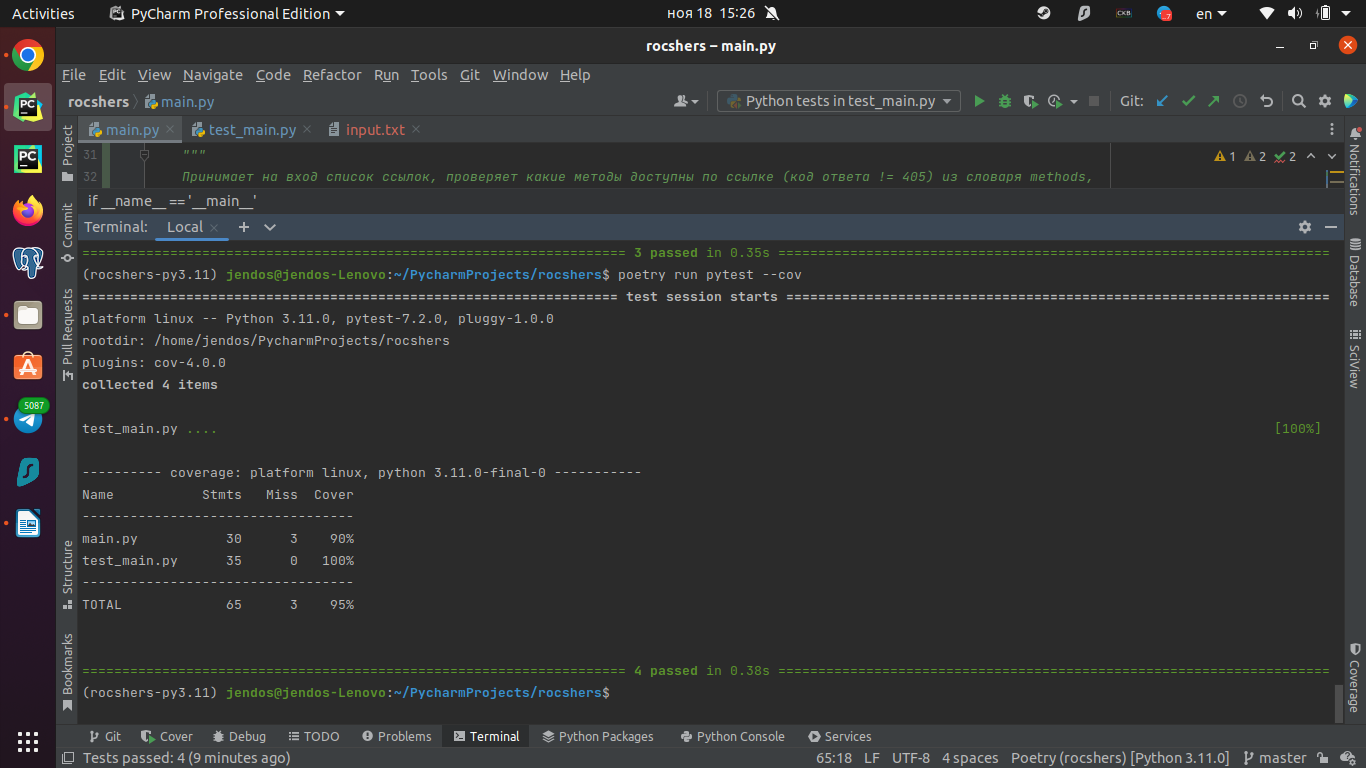 Activities PyCharm Professional Edition ноя 18 15:26 en
rocshers – main.py
File Edit View Navigate Code Refactor Run Tools Git Window Help
rocshers main.py Python tests in test_main.py Git:
main.py test_main.py input.txt
31 """ 1 2 2
32 Принимает на вход список ссылок, проверяет какие методы доступны по ссылке (код ответа != 405) из словаря methods,
if __name__ == '__main__'
Terminal: Local
==================================================================== 3 passed in 0.35s =====================================================================
(rocshers-py3.11) jendos@jendos-Lenovo:~/PycharmProjects/rocshers$ poetry run pytest --cov
=================================================================== test session starts ====================================================================
platform linux -- Python 3.11.0, pytest-7.2.0, pluggy-1.0.0
rootdir: /home/jendos/PycharmProjects/rocshers
plugins: cov-4.0.0
collected 4 items
test_main.py .... [100%]
---------- coverage: platform linux, python 3.11.0-final-0 -----------
Name Stmts Miss Cover
----------------------------------
main.py 30 3 90%
test_main.py 35 0 100%
----------------------------------
TOTAL 65 3 95%
==================================================================== 4 passed in 0.38s =====================================================================
(rocshers-py3.11) jendos@jendos-Lenovo:~/PycharmProjects/rocshers$
Project
Commit
Pull Requests
Structure
Bookmarks
Notifications
Database
SciView
Coverage
5087
Git Cover Debug TODO Problems Terminal Python Packages Python Console Services
Tests passed: 4 (9 minutes ago) 65:18 LF UTF-8 4 spaces Poetry (rocshers) [Python 3.11.0] master